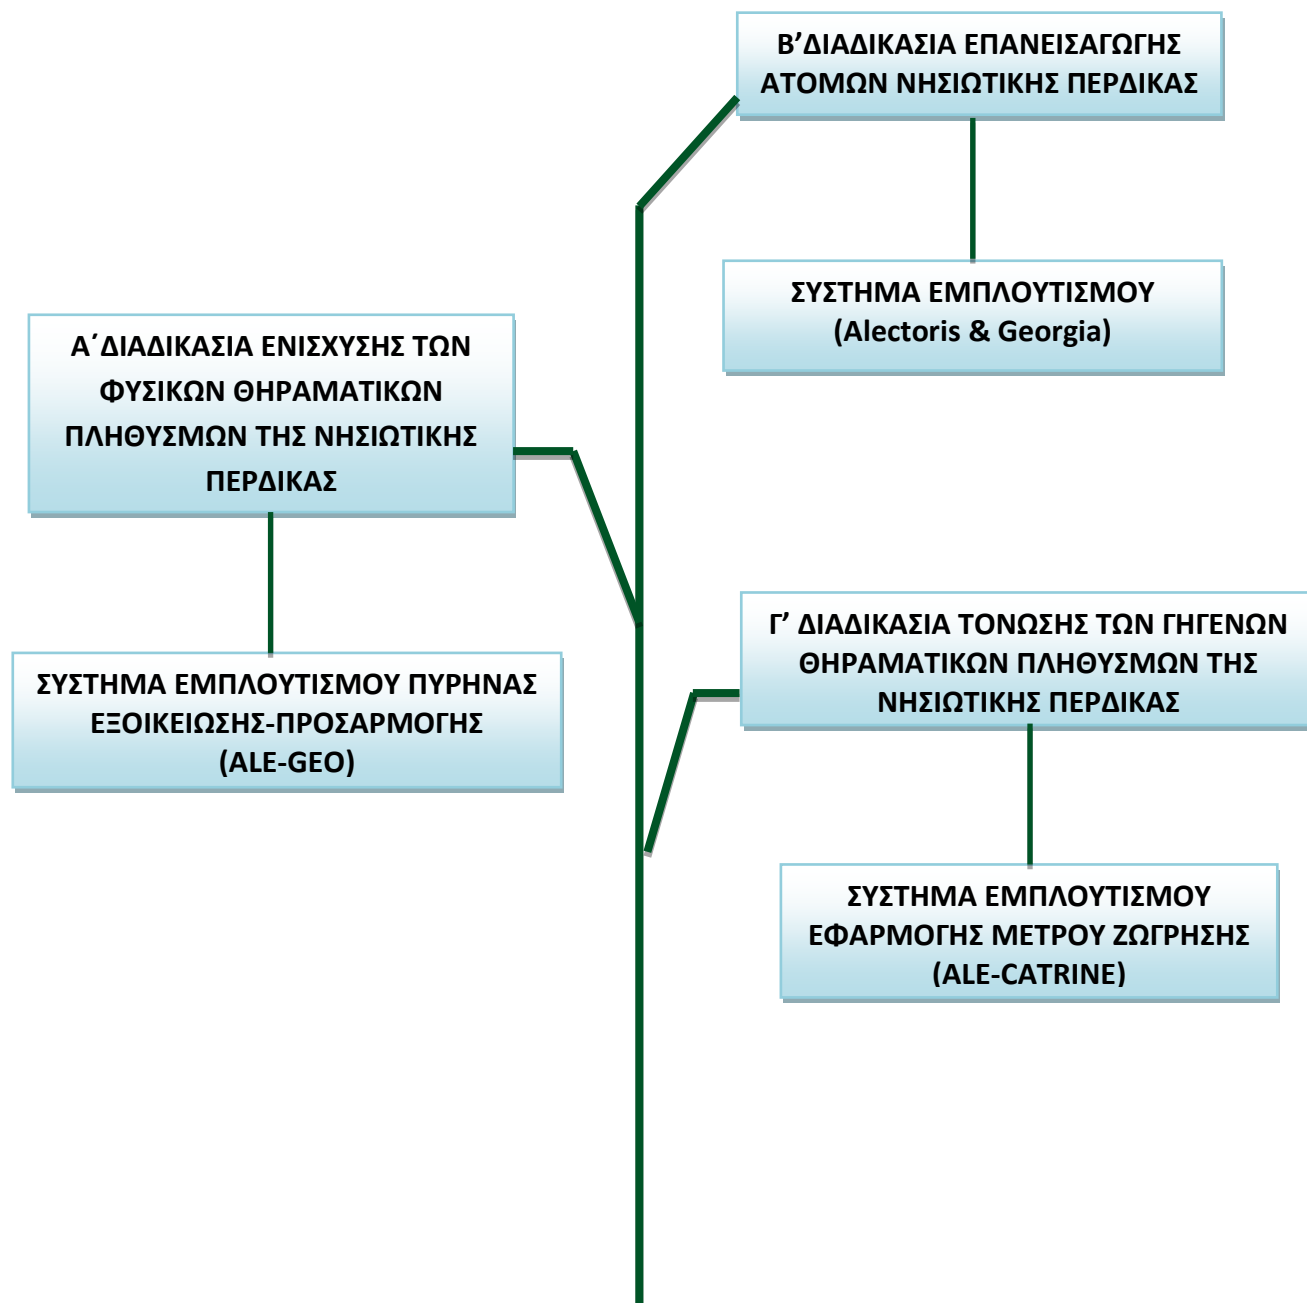 Β’ΔΙΑΔΙΚΑΣΙΑ ΕΠΑΝΕΙΣΑΓΩΓΗΣ
ΑΤΟΜΩΝ ΝΗΣΙΩΤΙΚΗΣ ΠΕΡΔΙΚΑΣ
ΣΥΣΤΗΜΑ ΕΜΠΛΟΥΤΙΣΜΟΥ
(Alectoris & Georgia)
Α΄ΔΙΑΔΙΚΑΣΙΑ ΕΝΙΣΧΥΣΗΣ ΤΩΝ
ΦΥΣΙΚΩΝ ΘΗΡΑΜΑΤΙΚΩΝ
ΠΛΗΘΥΣΜΩΝ ΤΗΣ ΝΗΣΙΩΤΙΚΗΣ
ΠΕΡΔΙΚΑΣ
ΣΥΣΤΗΜΑ ΕΜΠΛΟΥΤΙΣΜΟΥ ΠΥΡΗΝΑΣ
ΕΞΟΙΚΕΙΩΣΗΣ-ΠΡΟΣΑΡΜΟΓΗΣ
(ALE-GEO)
Γ’ ΔΙΑΔΙΚΑΣΙΑ ΤΟΝΩΣΗΣ ΤΩΝ ΓΗΓΕΝΩΝ
ΘΗΡΑΜΑΤΙΚΩΝ ΠΛΗΘΥΣΜΩΝ ΤΗΣ
ΝΗΣΙΩΤΙΚΗΣ ΠΕΡΔΙΚΑΣ
ΣΥΣΤΗΜΑ ΕΜΠΛΟΥΤΙΣΜΟΥ
ΕΦΑΡΜΟΓΗΣ ΜΕΤΡΟΥ ΖΩΓΡΗΣΗΣ
(ALE-CATRINE)